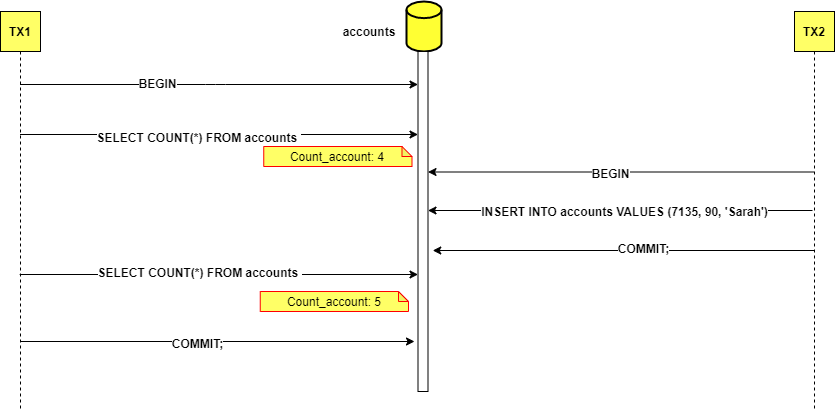 TX1
accounts
TX2
BEGIN
SELECT COUNT(*) FROM accounts
Count_account: 4
BEGIN
INSERT INTO accounts VALUES (7135, 90, 'Sarah')
COMMIT;
SELECT COUNT(*) FROM accounts
Count_account: 5
COMMIT;